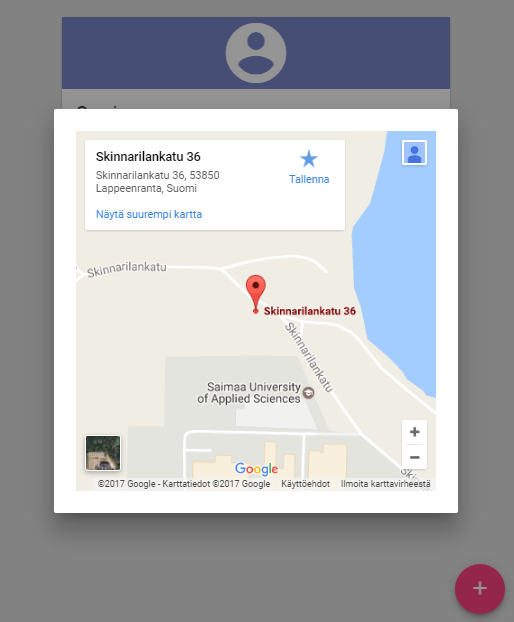 Skinnarilankatu 36
Skinnarilankatu 36, 53850
Lappeenranta, Suomi
Tallenna
Näytä suurempi kartta
Skinnarilankatu
Skinnarilankatu 36
Skinnarilankatu
Saimaa University
of Applied Sciences
+
−
Google
©2017 Google - Karttatiedot ©2017 Google Käyttöehdot Ilmoita karttavirheestä
+